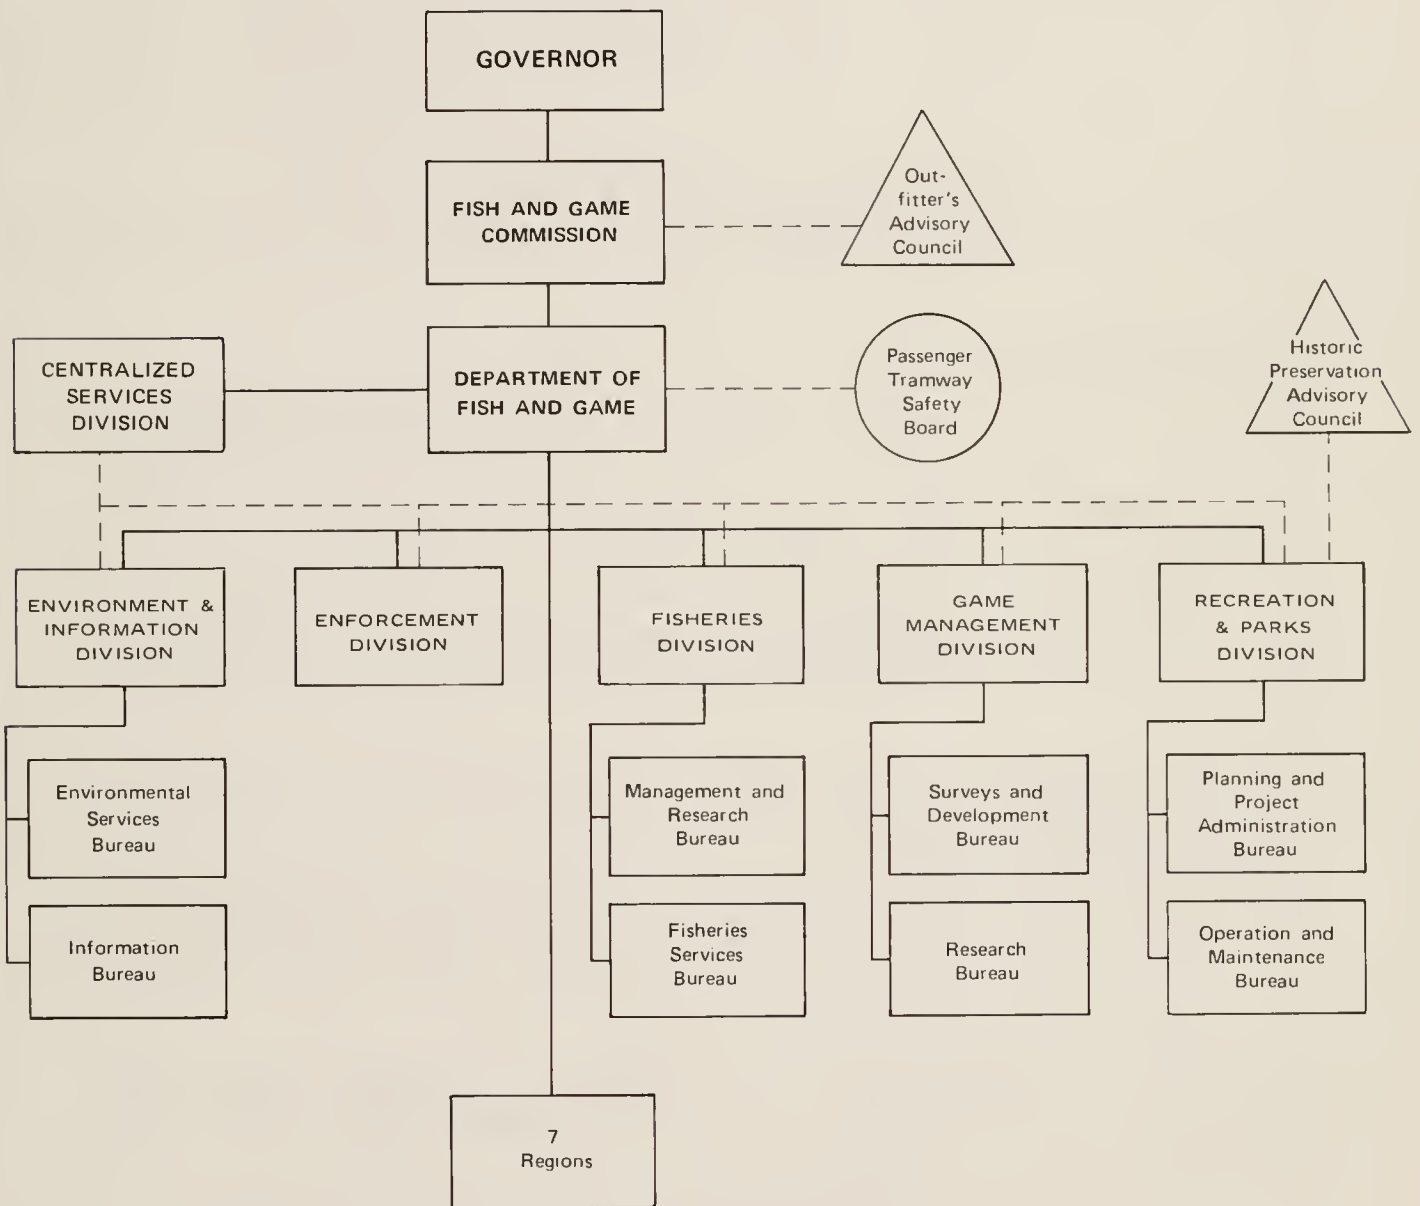 GOVERNOR
FISH AND GAME
COMMISSION
Out-
fitter's
Advisory
Council
CENTRALIZED
SERVICES
DIVISION
DEPARTMENT OF
FISH AND GAME
Passenger
Tramway
Safety
Board
Historic
Preservation
Advisory
Council
ENVIRONMENT &
INFORMATION
DIVISION
ENFORCEMENT
DIVISION
FISHERIES
DIVISION
GAME
MANAGEMENT
DIVISION
RECREATION
& PARKS
DIVISION
Environmental
Services
Bureau
Management and
Research
Bureau
Surveys and
Development
Bureau
Planning and
Project
Administration
Bureau
Information
Bureau
Fisheries
Services
Bureau
Research
Bureau
Operation and
Maintenance
Bureau
7
Regions